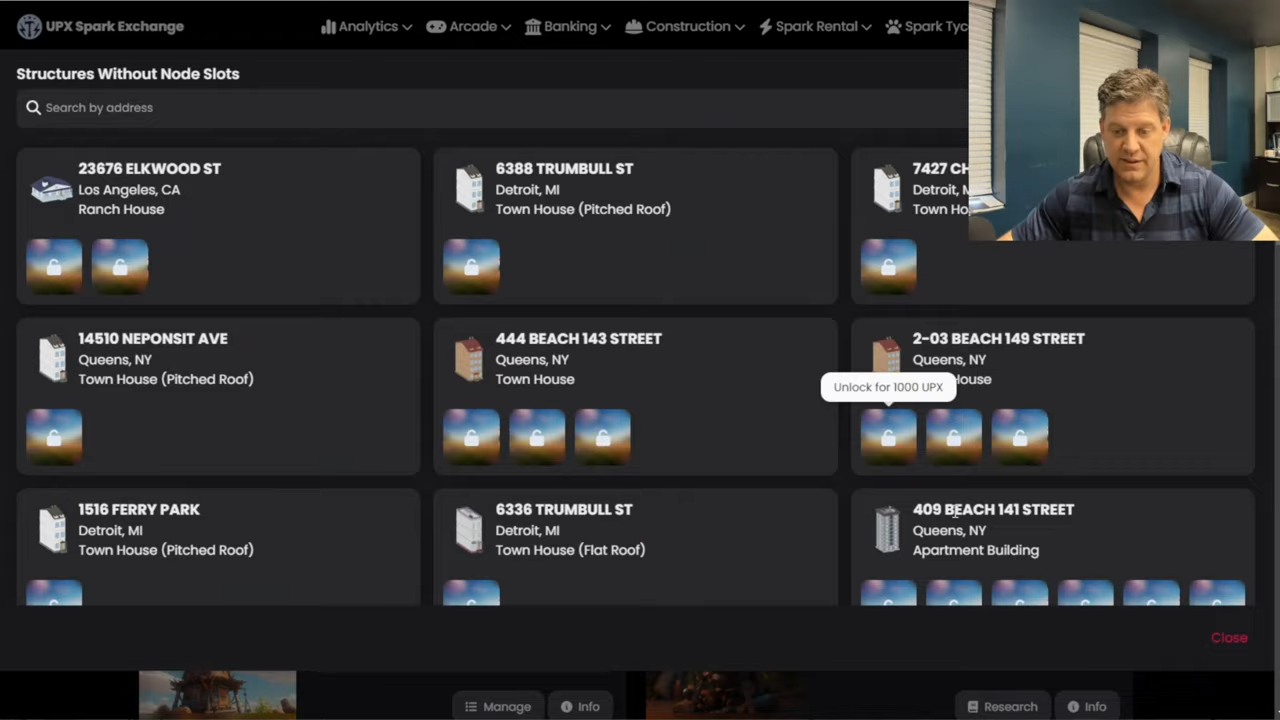 UPX Spark Exchange
Analytics
Arcade
Banking
Construction
Spark Rental
Spark Tyc
Structures Without Node Slots
Search by address
23676 ELKWOOD ST
Los Angeles, CA
Ranch House
6388 TRUMBULL ST
Detroit, MI
Town House (Pitched Roof)
7427 CH
Detroit, M
Town Ho
14510 NEPONSIT AVE
Queens, NY
Town House (Pitched Roof)
444 BEACH 143 STREET
Queens, NY
Town House
2-03 BEACH 149 STREET
Queens, NY
House
Unlock for 1000 UPX
1516 FERRY PARK
Detroit, MI
Town House (Pitched Roof)
6336 TRUMBULL ST
Detroit, MI
Town House (Flat Roof)
409 BEACH 141 STREET
Queens, NY
Apartment Building
Close
Manage
Info
Research
Info